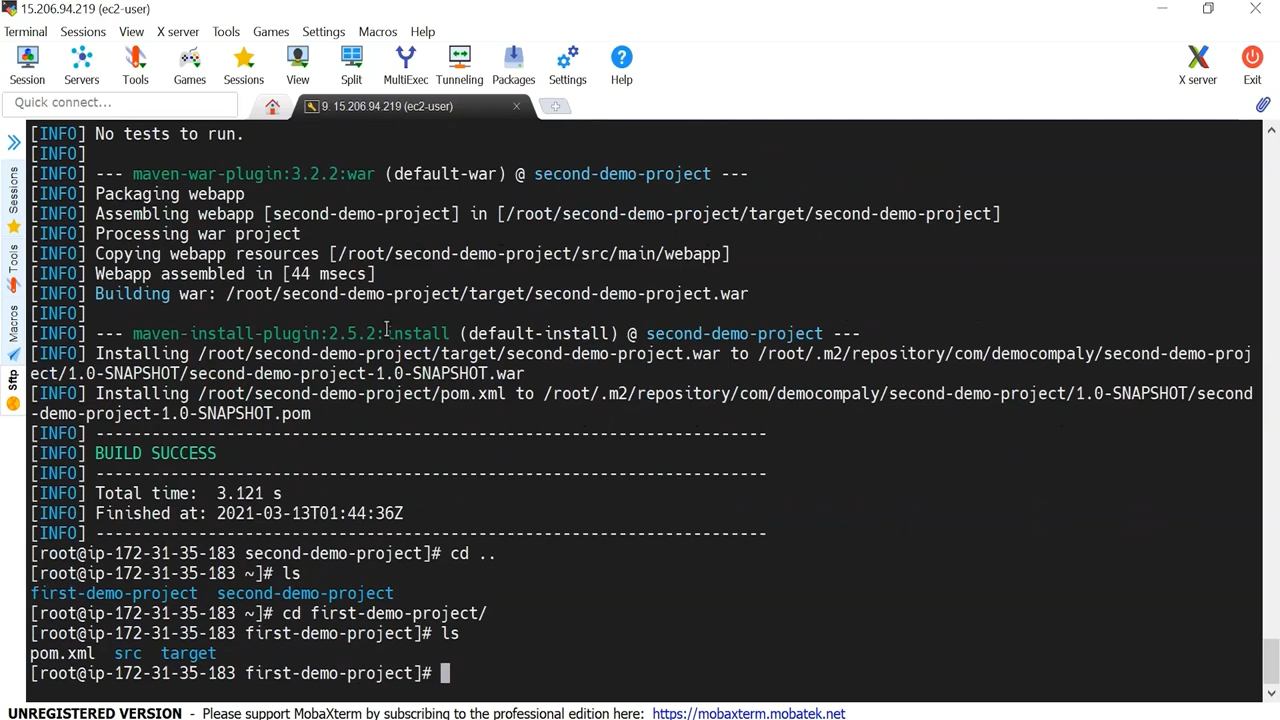 15.206.94.219 (ec2-user)
Terminal Sessions View X server Tools Games Settings Macros Help
Session Servers Tools Games Sessions View Split MultiExec Tunneling Packages Settings Help X server Exit
Quick connect...
9. 15.206.94.219 (ec2-user)
Sessions
Tools
Macros
Sftp
[INFO] No tests to run.
[INFO]
[INFO] --- maven-war-plugin:3.2.2:war (default-war) @ second-demo-project ---
[INFO] Packaging webapp
[INFO] Assembling webapp [second-demo-project] in [/root/second-demo-project/target/second-demo-project]
[INFO] Processing war project
[INFO] Copying webapp resources [/root/second-demo-project/src/main/webapp]
[INFO] Webapp assembled in [44 msecs]
[INFO] Building war: /root/second-demo-project/target/second-demo-project.war
[INFO]
[INFO] --- maven-install-plugin:2.5.2:install (default-install) @ second-demo-project ---
[INFO] Installing /root/second-demo-project/target/second-demo-project.war to /root/.m2/repository/com/democompaly/second-demo-proj
ect/1.0-SNAPSHOT/second-demo-project-1.0-SNAPSHOT.war
[INFO] Installing /root/second-demo-project/pom.xml to /root/.m2/repository/com/democompaly/second-demo-project/1.0-SNAPSHOT/second
-demo-project-1.0-SNAPSHOT.pom
[INFO] ------------------------------------------------------------------------
[INFO] BUILD SUCCESS
[INFO] ------------------------------------------------------------------------
[INFO] Total time:  3.121 s
[INFO] Finished at: 2021-03-13T01:44:36Z
[INFO] ------------------------------------------------------------------------
[root@ip-172-31-35-183 second-demo-project]# cd ..
[root@ip-172-31-35-183 ~]# ls
first-demo-project  second-demo-project
[root@ip-172-31-35-183 ~]# cd first-demo-project/
[root@ip-172-31-35-183 first-demo-project]# ls
pom.xml  src  target
[root@ip-172-31-35-183 first-demo-project]#
UNREGISTERED VERSION - Please support MobaXterm by subscribing to the professional edition here: https://mobaxterm.mobatek.net